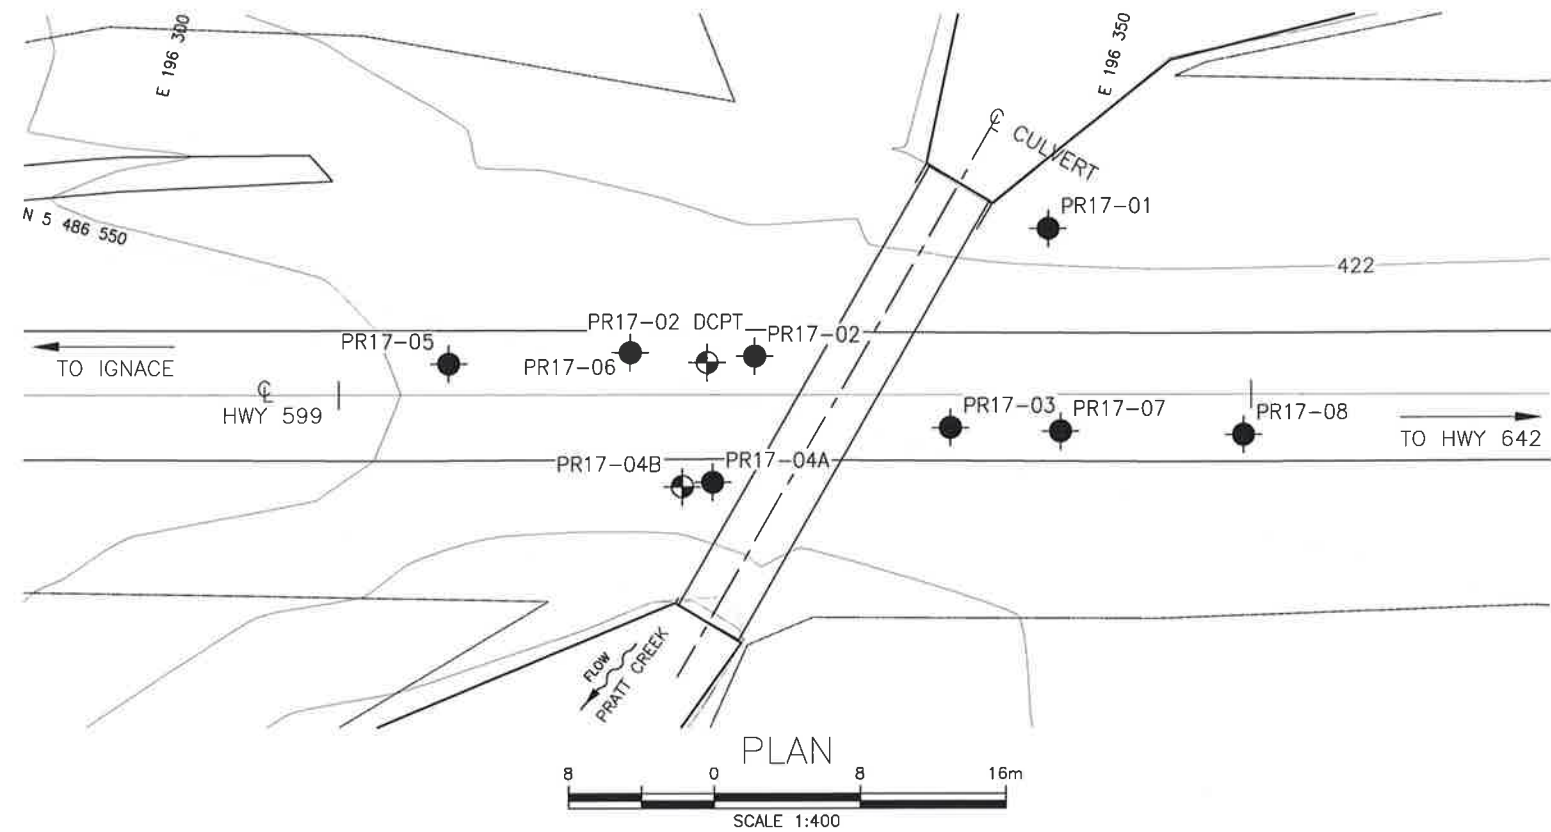 E 196 300
E 196 350
℄ CULVERT
PR17-01
N 5 486 550
422
PR17-02 DCPT
PR17-02
PR17-05
TO IGNACE
PR17-06
℄
HWY 599
PR17-03
PR17-07
PR17-08
TO HWY 642
PR17-04B
PR17-04A
FLOW
PRATT CREEK
PLAN
8 0 8 16m
SCALE 1:400